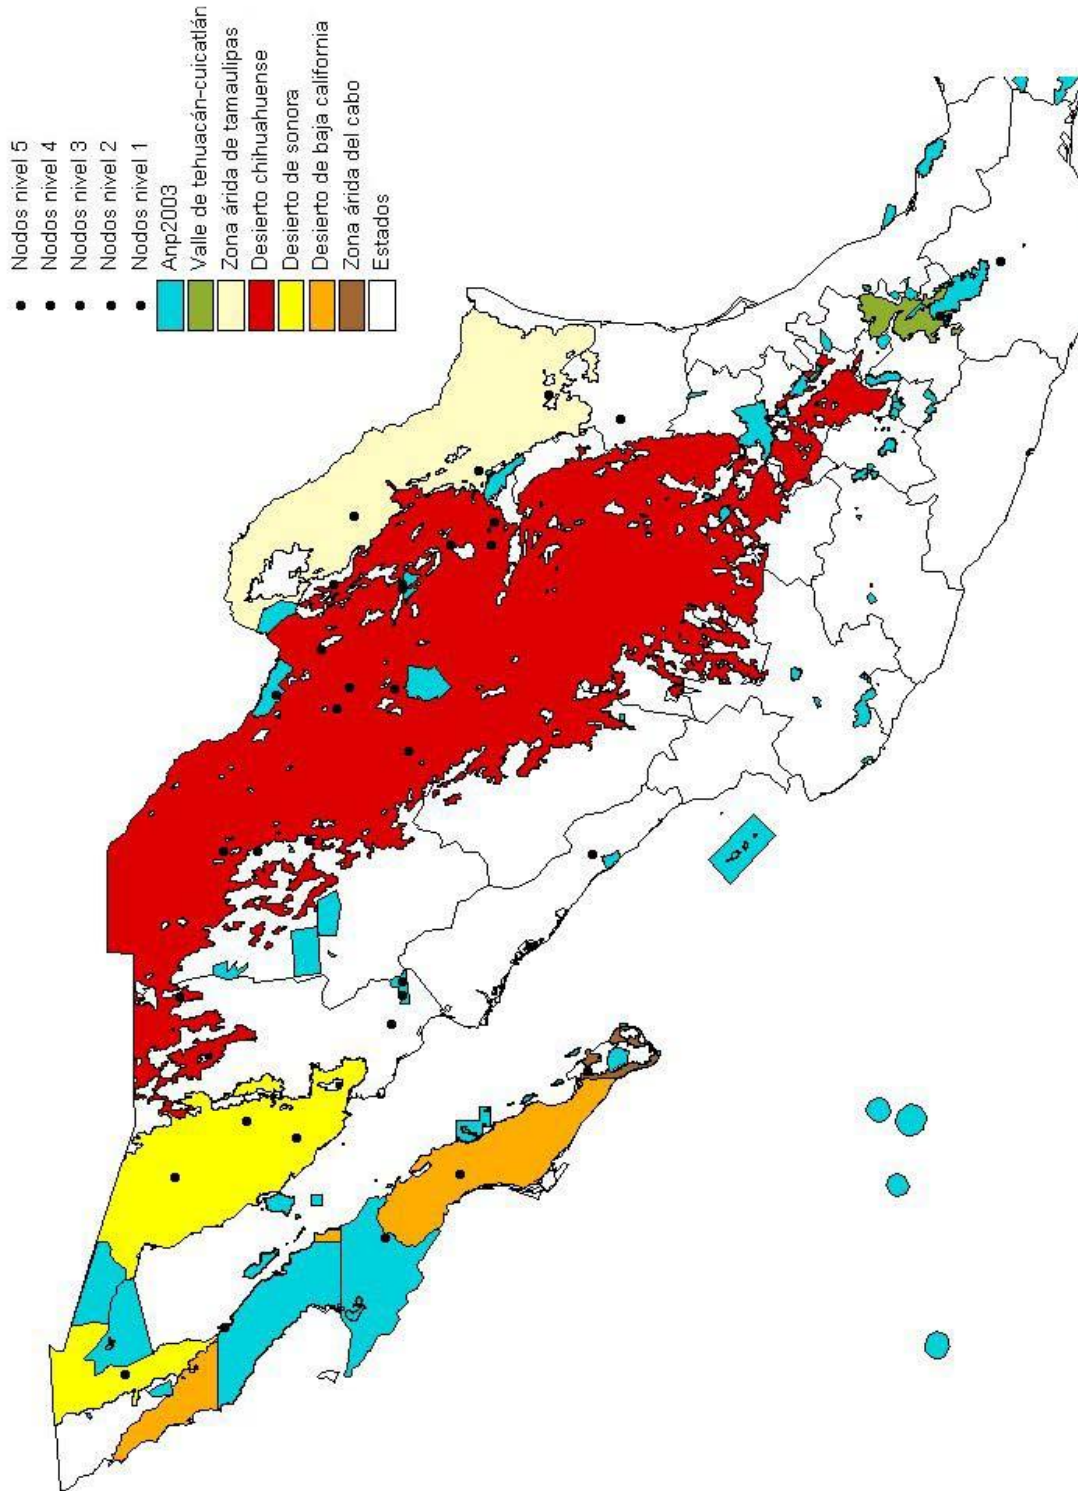 Nodos nivel 5
Nodos nivel 4
Nodos nivel 3
Nodos nivel 2
Nodos nivel 1
Anp2003
Valle de tehuacán-cuicatlán
Zona árida de tamaulipas
Desierto chihuahuense
Desierto de sonora
Desierto de baja california
Zona árida del cabo
Estados